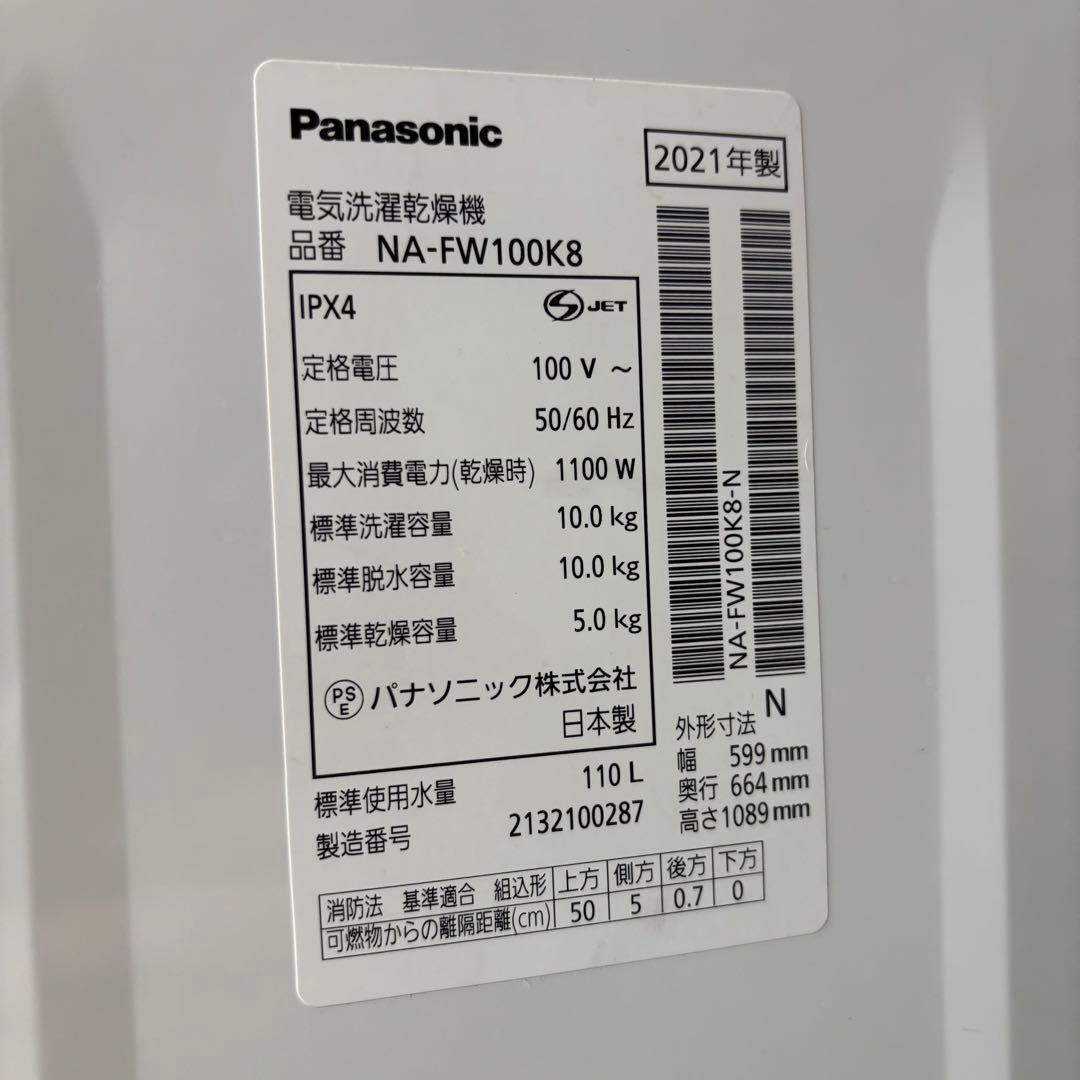 Panasonic
2021年製
電気洗濯乾燥機
品番 NA-FW100K8
IPX4 S JET
定格電圧 100 V ～
定格周波数 50/60 Hz
最大消費電力(乾燥時) 1100 W
標準洗濯容量 10.0 kg
標準脱水容量 10.0 kg
標準乾燥容量 5.0 kg
PSE パナソニック株式会社
日本製
標準使用水量 110 L
製造番号 2132100287
NA-FW100K8-N
N
外形寸法
幅 599 mm
奥行 664 mm
高さ 1089 mm
消防法 基準適合 組込形 上方 側方 後方 下方
可燃物からの離隔距離(cm) 50 5 0.7 0